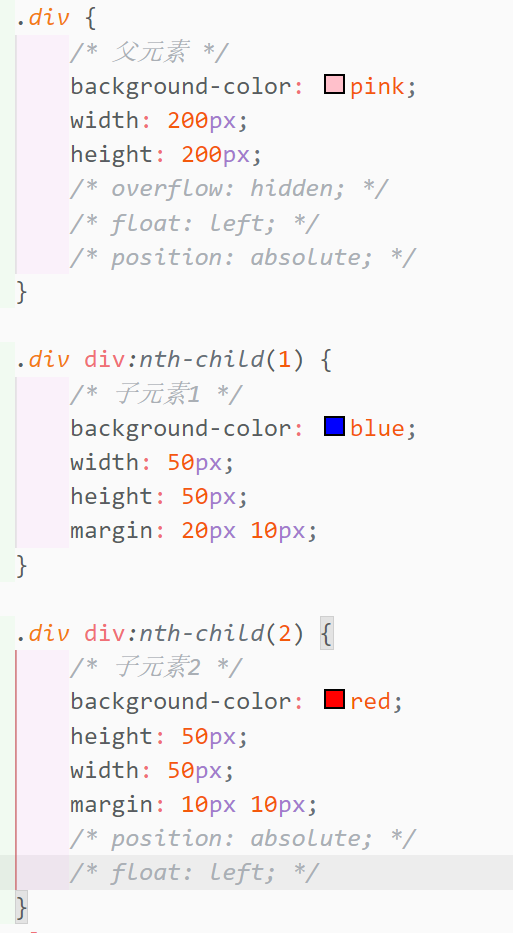 .div {
/* 父元素 */
background-color: pink;
width: 200px;
height: 200px;
/* overflow: hidden; */
/* float: left; */
/* position: absolute; */
}
.div div:nth-child(1) {
/* 子元素1 */
background-color: blue;
width: 50px;
height: 50px;
margin: 20px 10px;
}
.div div:nth-child(2) {
/* 子元素2 */
background-color: red;
height: 50px;
width: 50px;
margin: 10px 10px;
/* position: absolute; */
/* float: left; */
}